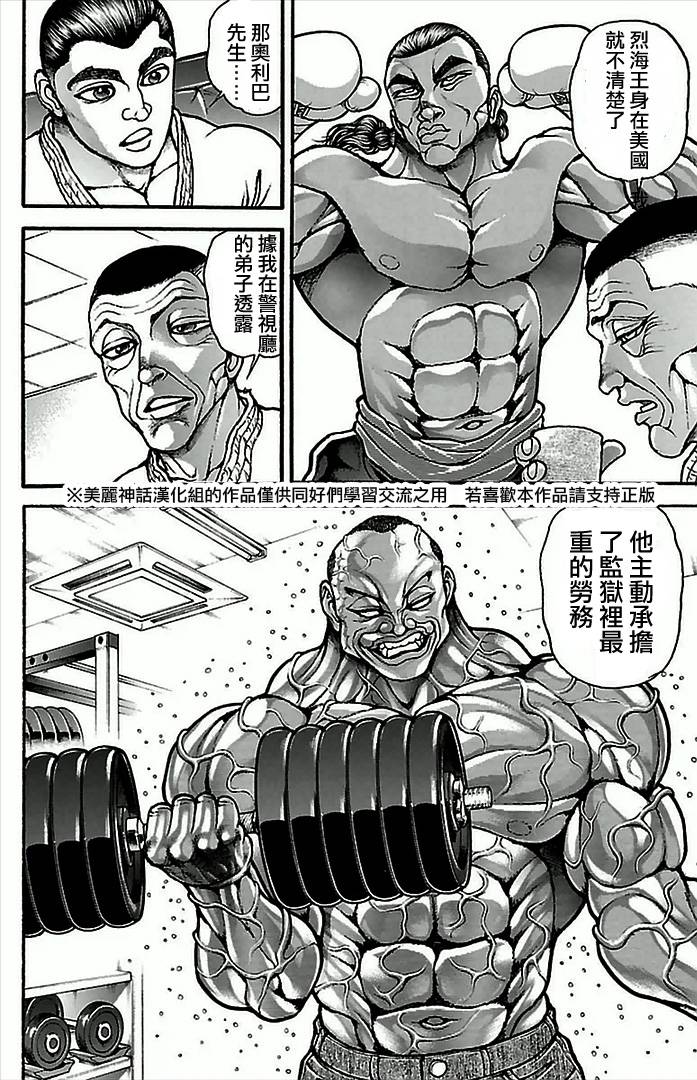 烈海王身在美國
就不清楚了
那奧利巴
先生……
據我在警視廳
的弟子透露
※美麗神話漢化組的作品僅供同好們學習交流之用　若喜歡本作品請支持正版
他主動承擔
了監獄裡最
重的勞務